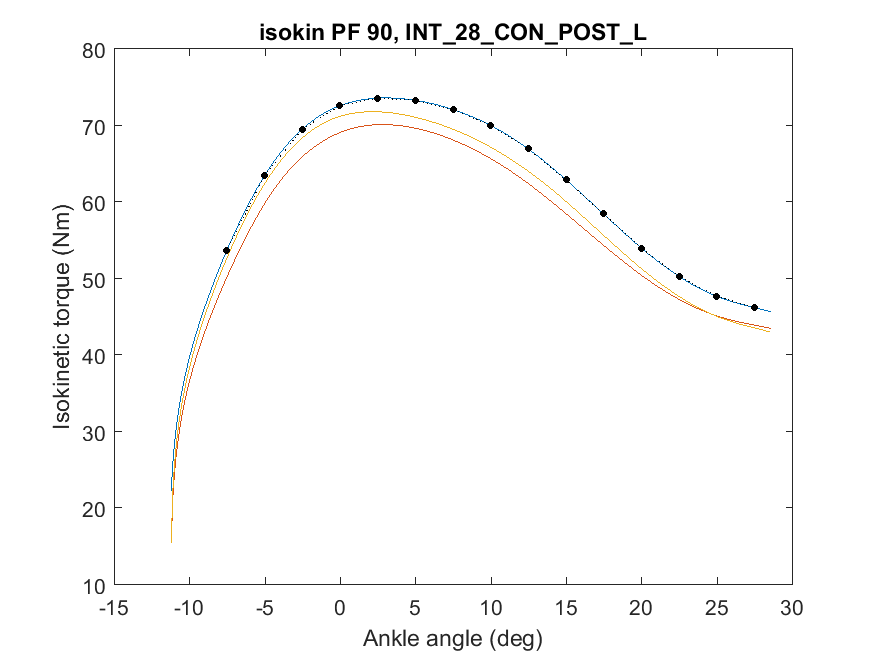 isokin PF 90, INT_28_CON_POST_L
80
70
60
50
40
30
20
10
Isokinetic torque (Nm)
-15 -10 -5 0 5 10 15 20 25 30
Ankle angle (deg)